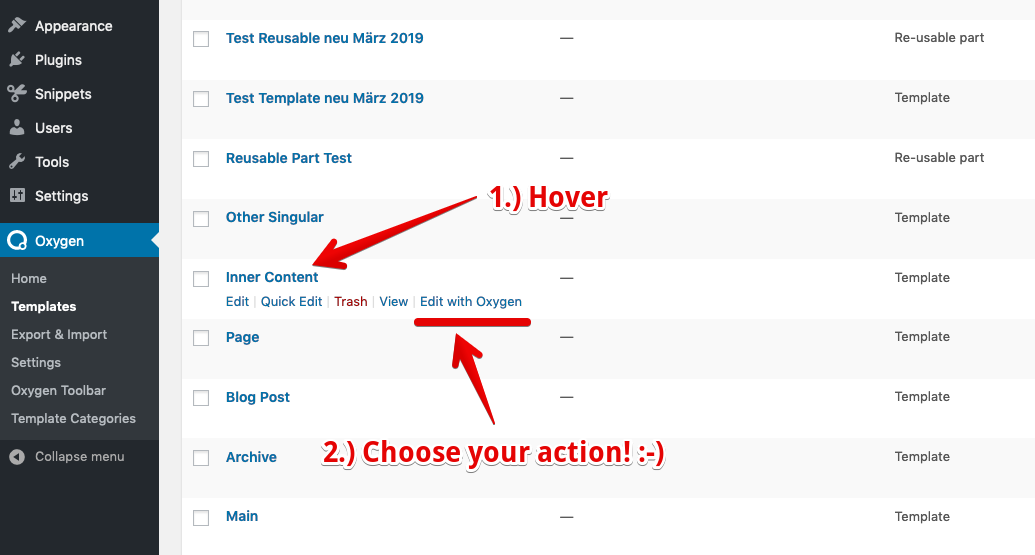 Appearance
Plugins
Snippets
Users
Tools
Settings
Oxygen
Home
Templates
Export & Import
Settings
Oxygen Toolbar
Template Categories
Collapse menu
Test Reusable neu März 2019 — Re-usable part
Test Template neu März 2019 — Template
Reusable Part Test — Re-usable part
1.) Hover
Other Singular — Template
Inner Content — Template
Edit | Quick Edit | Trash | View | Edit with Oxygen
Page — Template
Blog Post — Template
2.) Choose your action! :-)
Archive Template
Main — Template